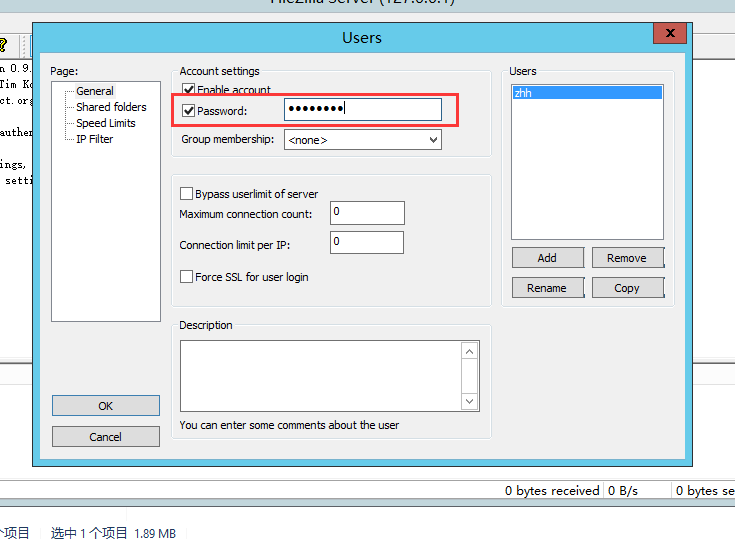 FileZilla Server (127.0.0.1)
Users
n 0.9.
Tim Ko
ct.org
authen
ings,
setti
Page:
General
Shared folders
Speed Limits
IP Filter
OK
Cancel
Account settings
Enable account
Password:
Group membership:
<none>
Bypass userlimit of server
Maximum connection count:
0
Connection limit per IP:
0
Force SSL for user login
Description
You can enter some comments about the user
Users
zhh
Add
Remove
Rename
Copy
0 bytes received
0 B/s
0 bytes se
个项目
选中 1 个项目 1.89 MB